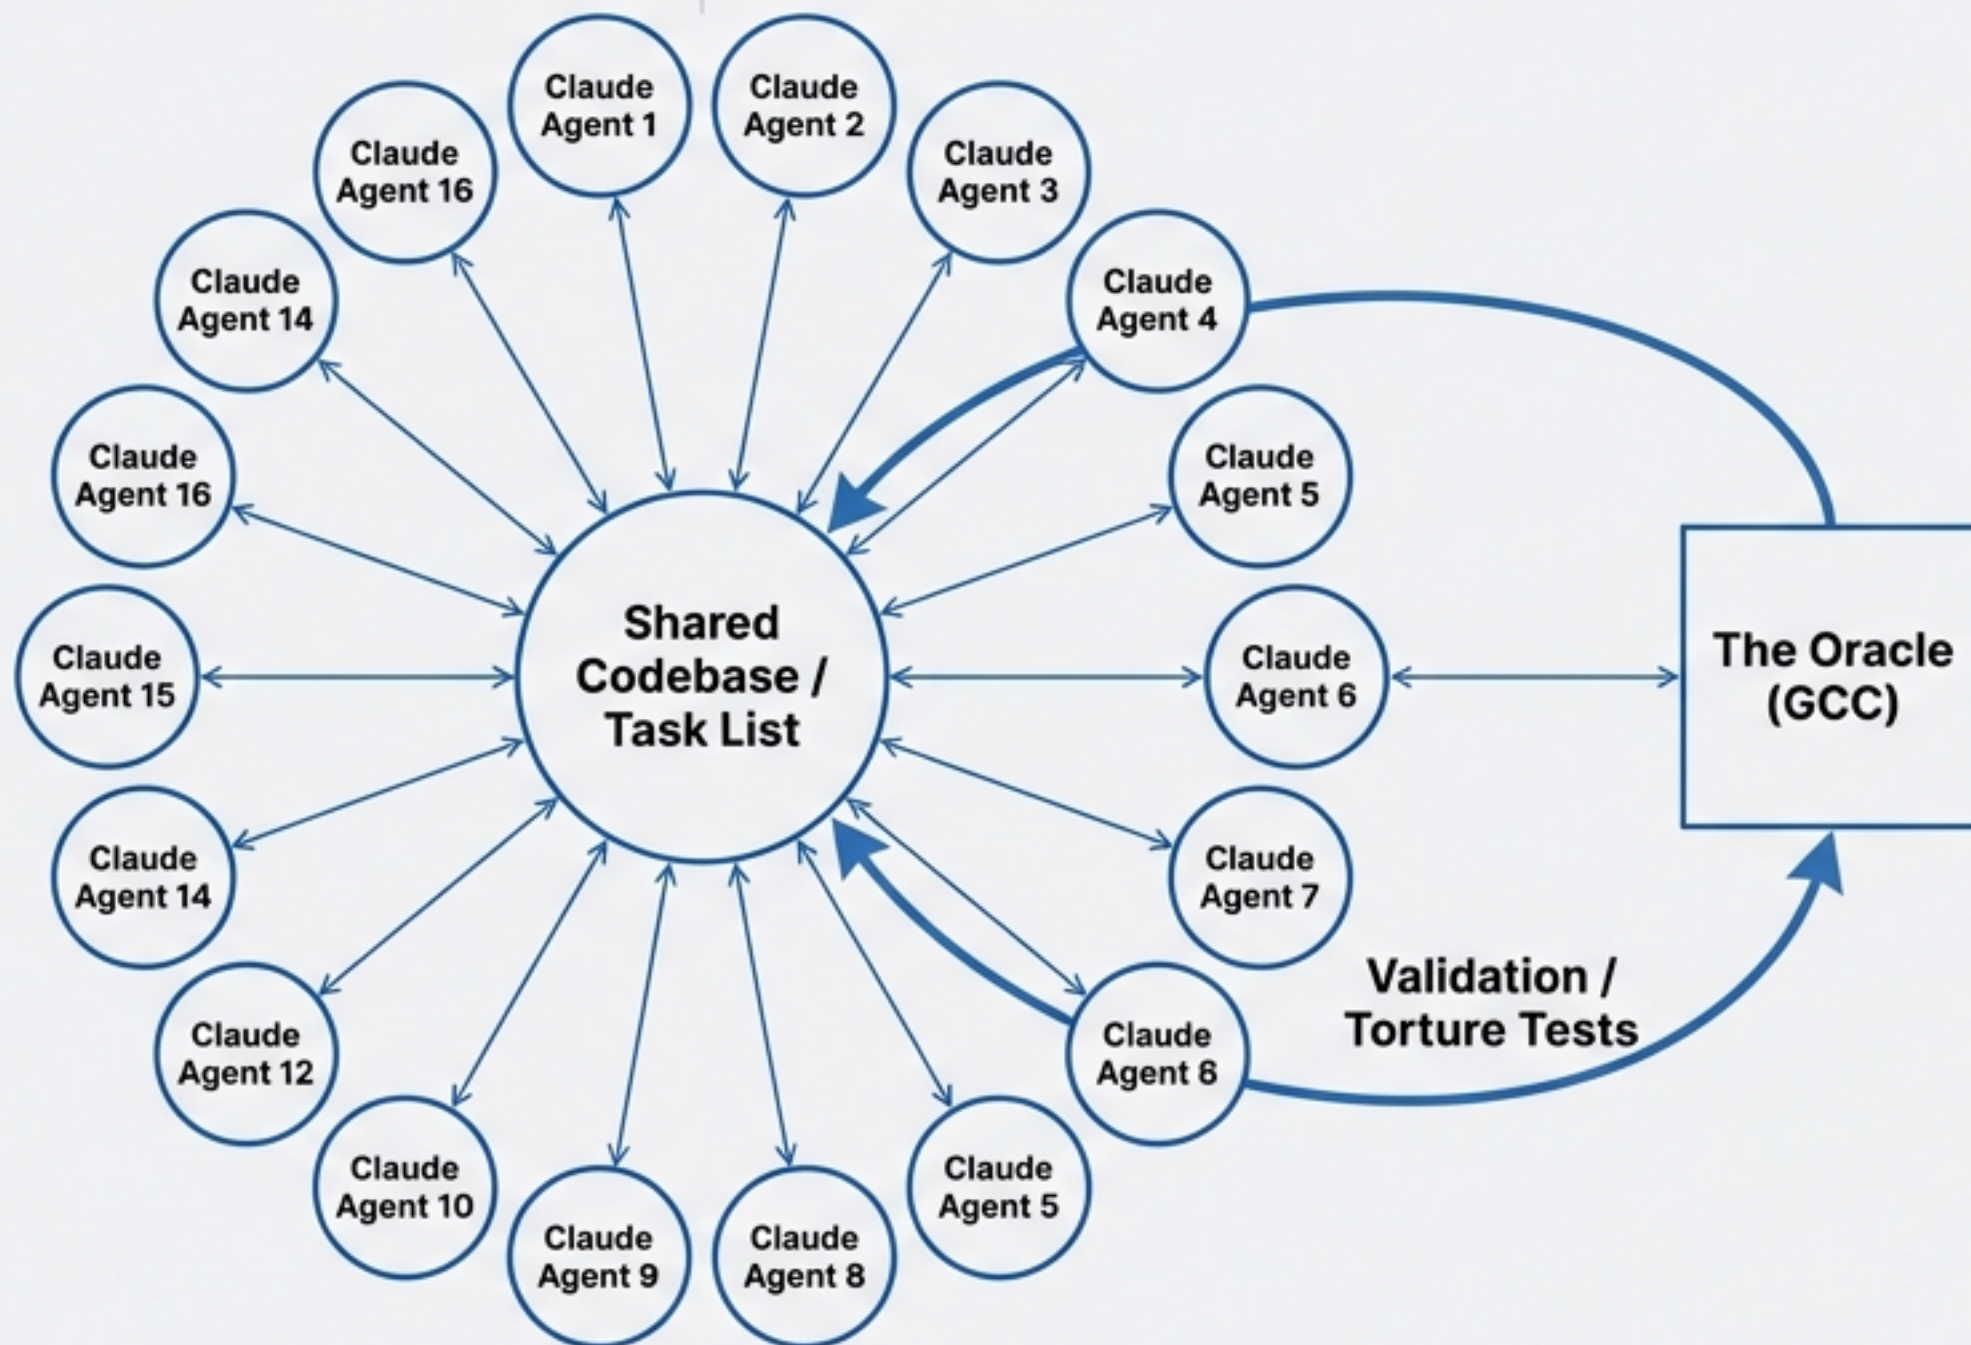 Claude
Agent 1
Claude
Agent 2
Claude
Agent 3
Claude
Agent 4
Claude
Agent 5
Claude
Agent 6
Claude
Agent 7
Claude
Agent 6
Claude
Agent 5
Claude
Agent 8
Claude
Agent 9
Claude
Agent 10
Claude
Agent 12
Claude
Agent 14
Claude
Agent 15
Claude
Agent 16
Claude
Agent 14
Claude
Agent 16
Shared
Codebase /
Task List
The Oracle
(GCC)
Validation /
Torture Tests